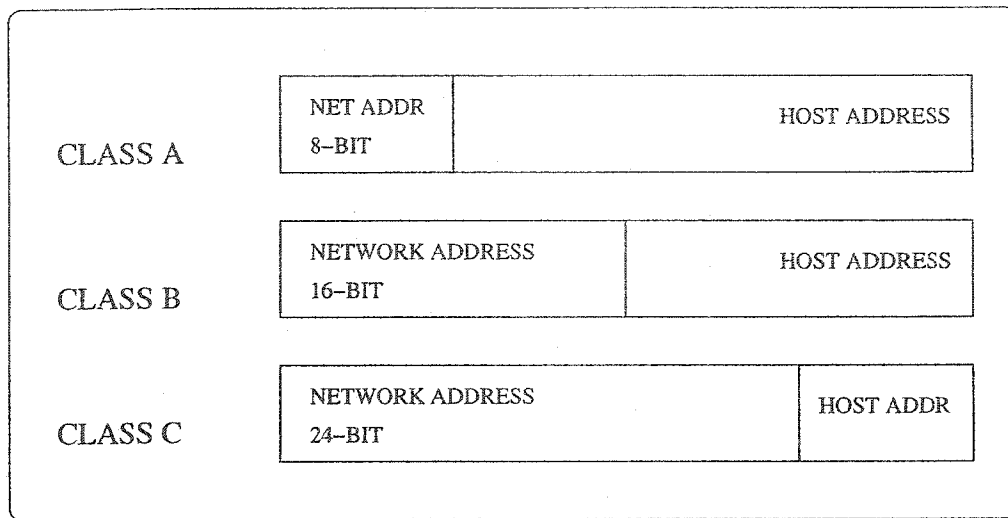 CLASS A
NET ADDR
8–BIT
HOST ADDRESS
CLASS B
NETWORK ADDRESS
16–BIT
HOST ADDRESS
CLASS C
NETWORK ADDRESS
24–BIT
HOST ADDR